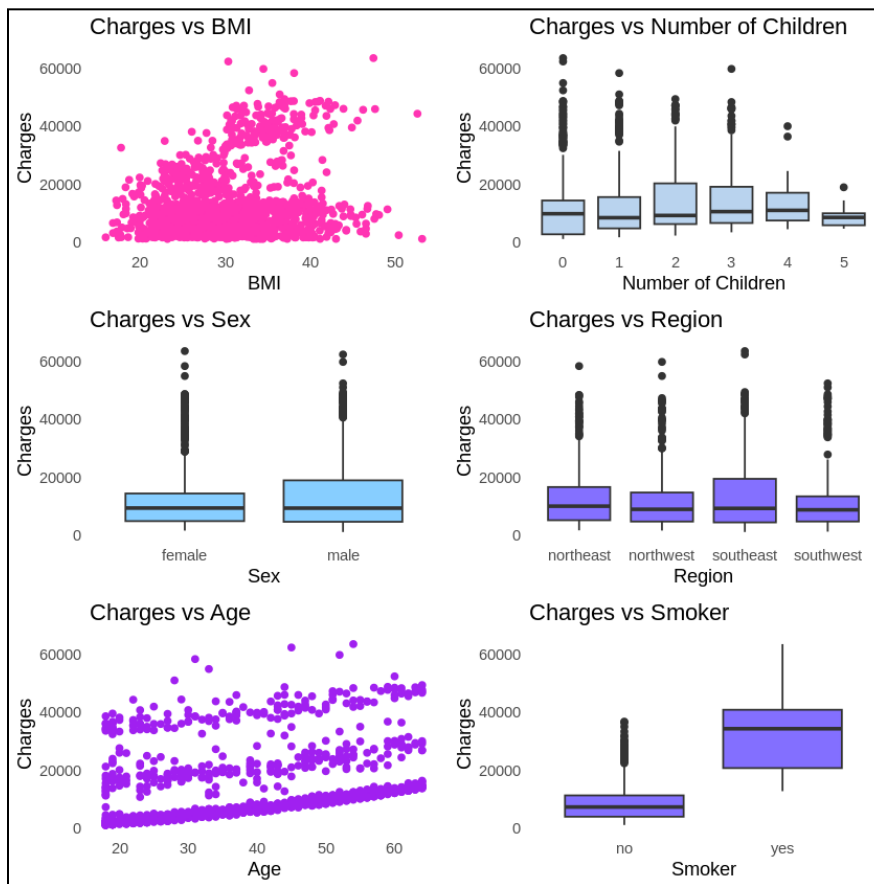 Charges vs BMI
60000
40000
20000
0
Charges
20 30 40 50
BMI
Charges vs Number of Children
60000
40000
20000
0
Charges
0 1 2 3 4 5
Number of Children
Charges vs Sex
60000
40000
20000
0
Charges
female male
Sex
Charges vs Region
60000
40000
20000
0
Charges
northeast northwest southeast southwest
Region
Charges vs Age
60000
40000
20000
0
Charges
20 30 40 50 60
Age
Charges vs Smoker
60000
40000
20000
0
Charges
no yes
Smoker